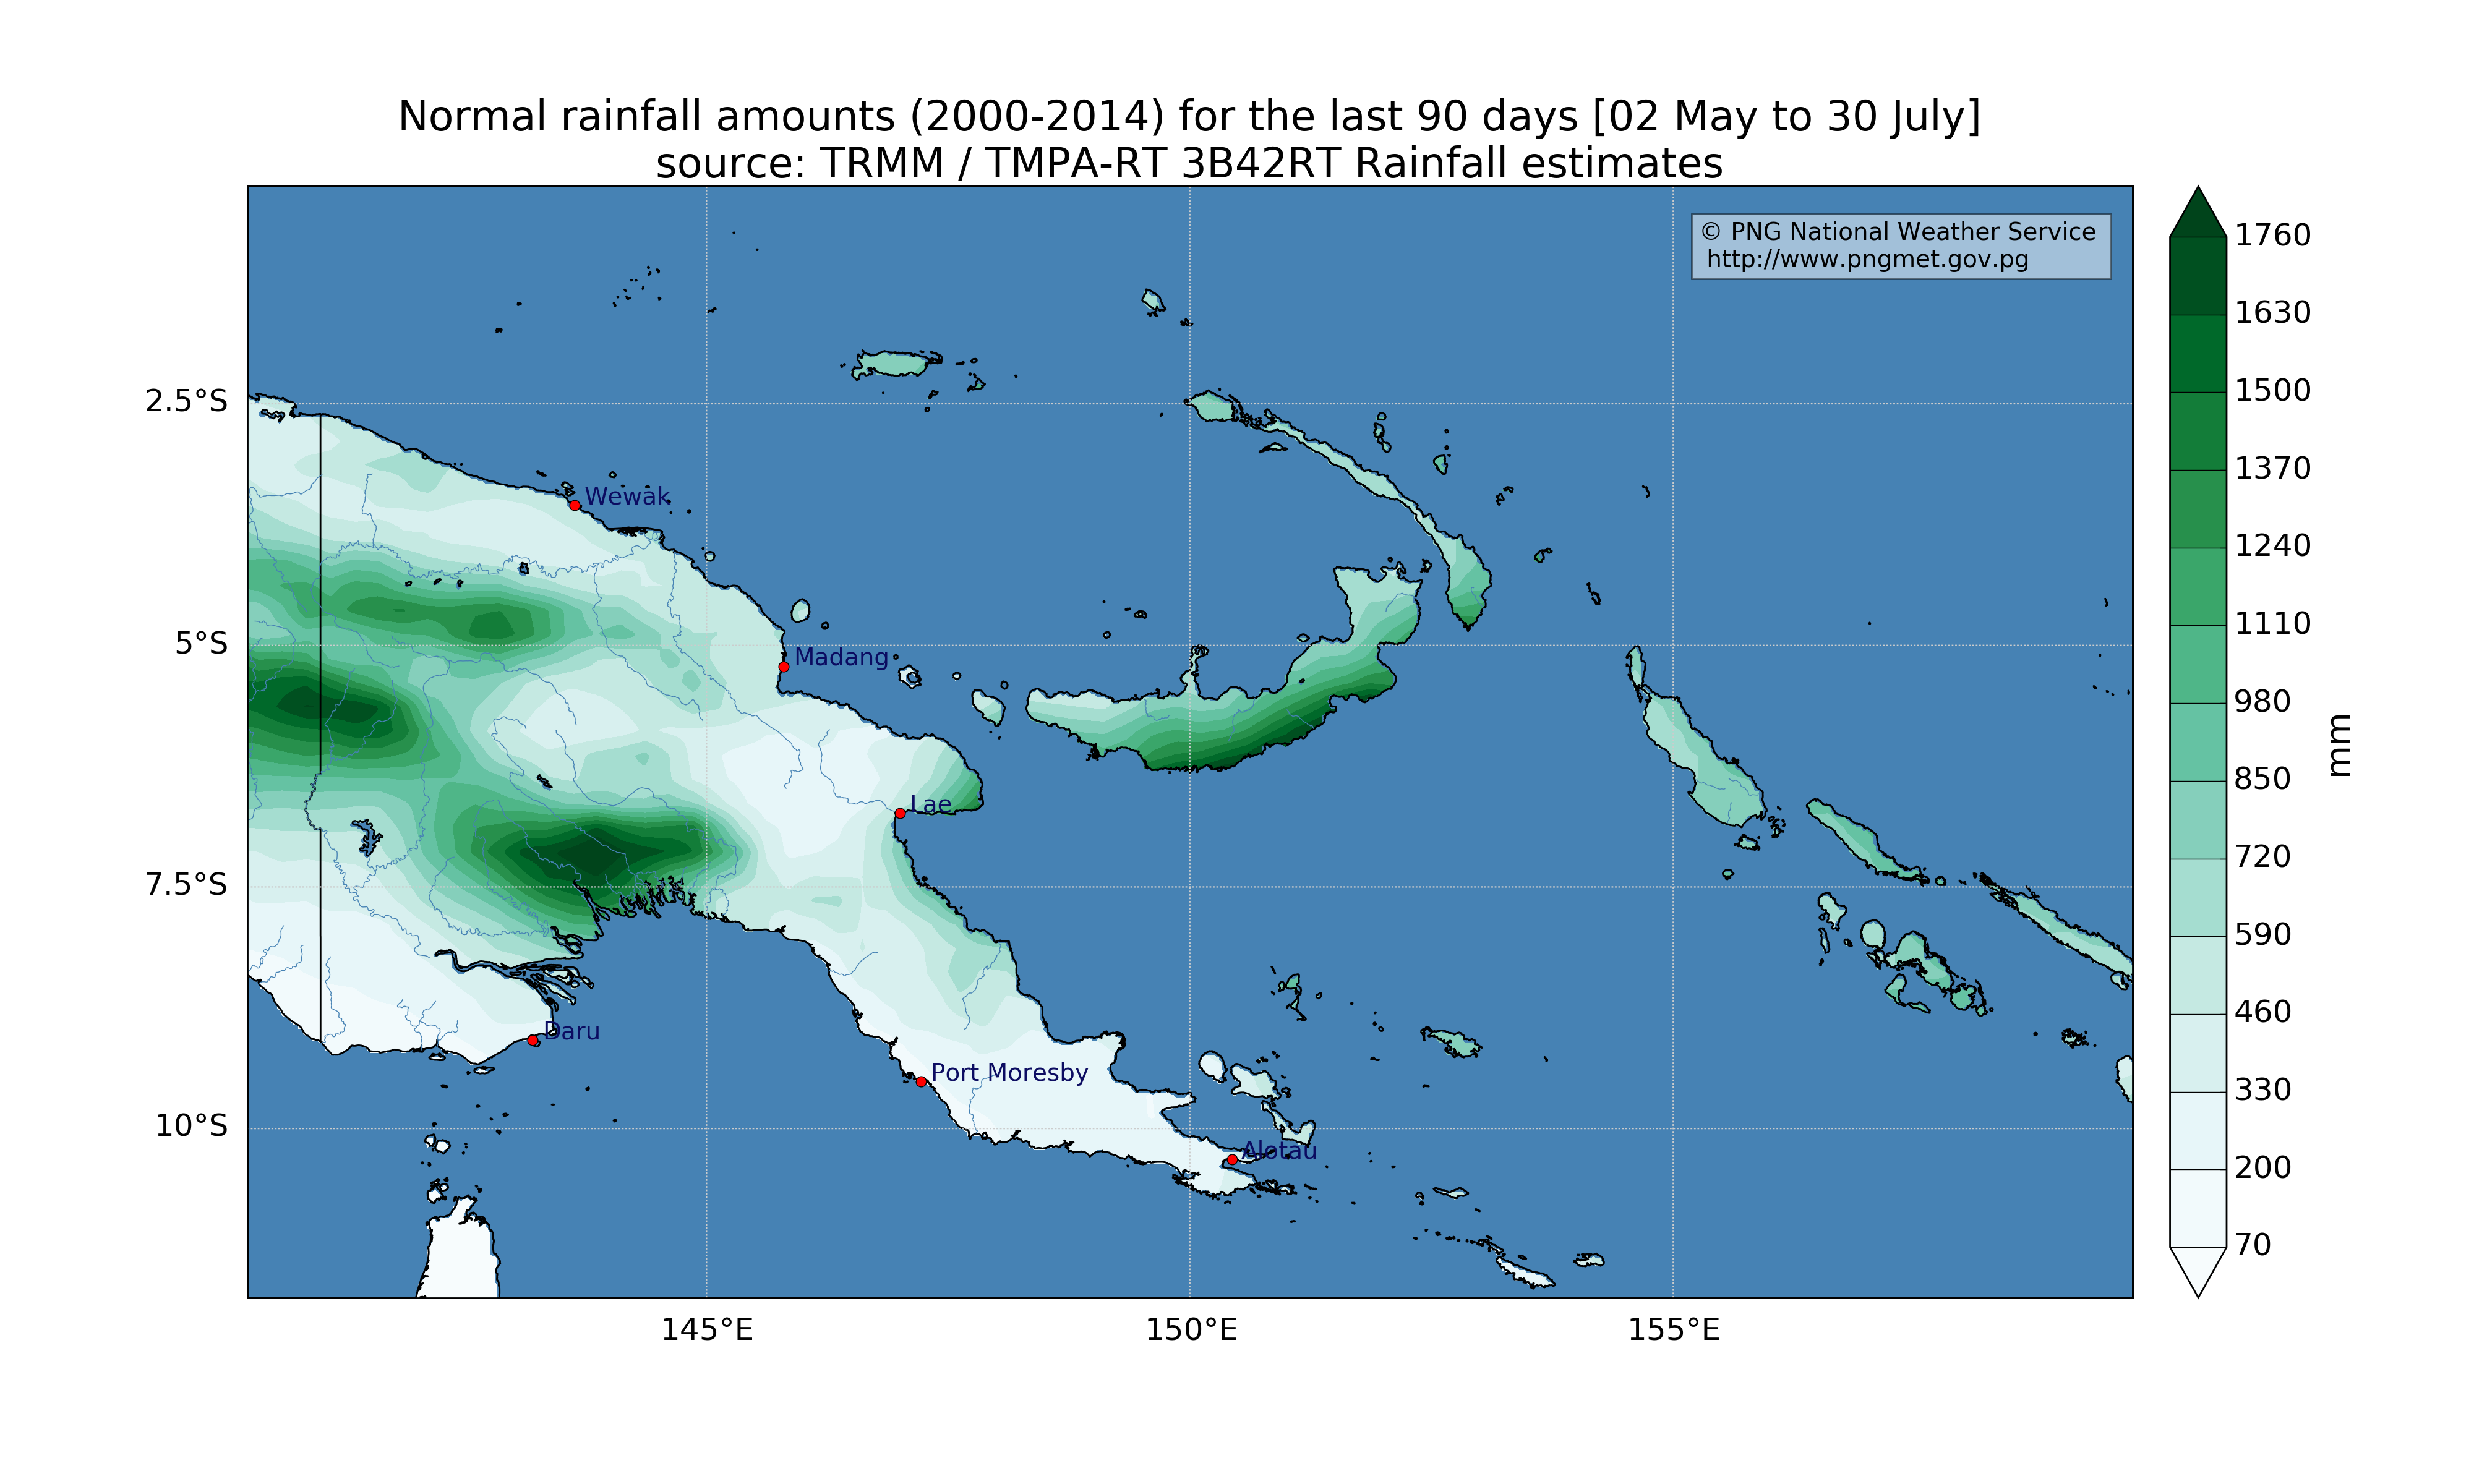 Normal rainfall amounts (2000-2014) for the last 90 days [02 May to 30 July]
source: TRMM / TMPA-RT 3B42RT Rainfall estimates
© PNG National Weather Service
http://www.pngmet.gov.pg
2.5°S
5°S
7.5°S
10°S
Wewak
Madang
Lae
Daru
Port Moresby
Alotau
145°E
150°E
155°E
1760
1630
1500
1370
1240
1110
980
850
720
590
460
330
200
70
mm